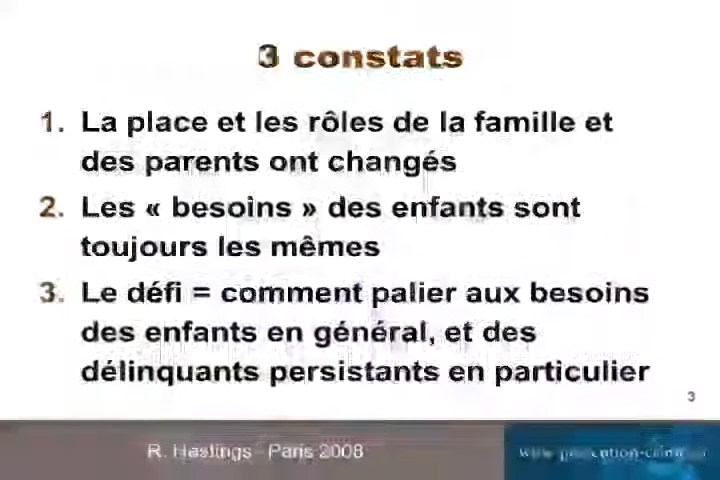 3 constats
1. La place et les rôles de la famille et
des parents ont changés
2. Les « besoins » des enfants sont
toujours les mêmes
3. Le défi = comment palier aux besoins
des enfants en général, et des
délinquants persistants en particulier
3
R. Hastings - Paris 2008